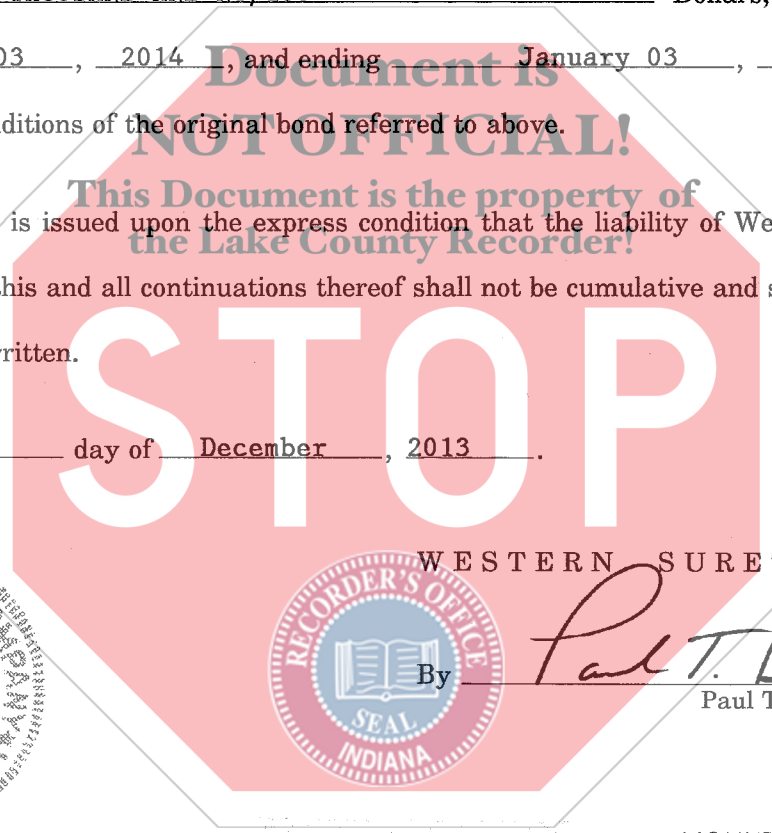 Dollars,
03 , 2014 , and ending January 03 ,
Document is
NOT OFFICIAL!
ditions of the original bond referred to above.
This Document is the property of
is issued upon the express condition that the liability of We
the Lake County Recorder!
this and all continuations thereof shall not be cumulative and s
STOP
ritten.
day of December , 2013 .
WESTERN SURE
RECORDER'S OFFICE
SEAL
INDIANA
By Paul T.
Paul T